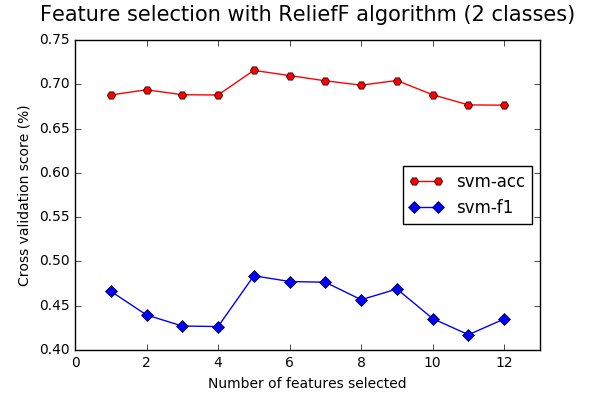 Feature selection with ReliefF algorithm (2 classes)
0.75
0.70
0.65
0.60
0.55
0.50
0.45
0.40
Cross validation score (%)
svm-acc
svm-f1
0 2 4 6 8 10 12
Number of features selected